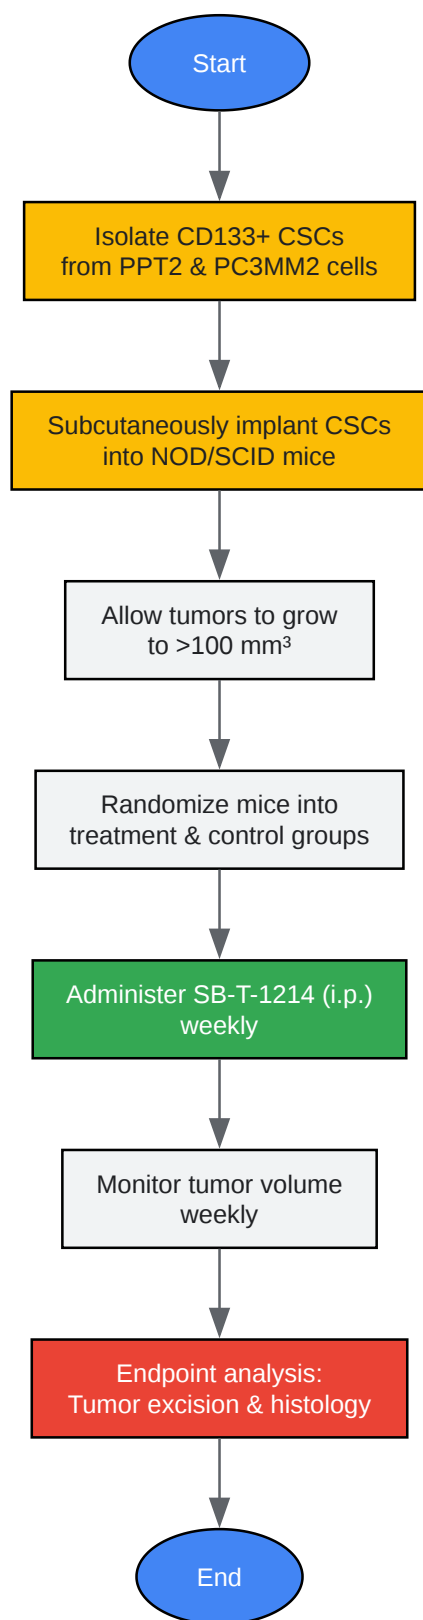 Start
Isolate CD133+ CSCs
from PPT2 & PC3MM2 cells
Subcutaneously implant CSCs
into NOD/SCID mice
Allow tumors to grow
to >100 mm³
Randomize mice into
treatment & control groups
Administer SB-T-1214 (i.p.)
weekly
Monitor tumor volume
weekly
Endpoint analysis:
Tumor excision & histology
End